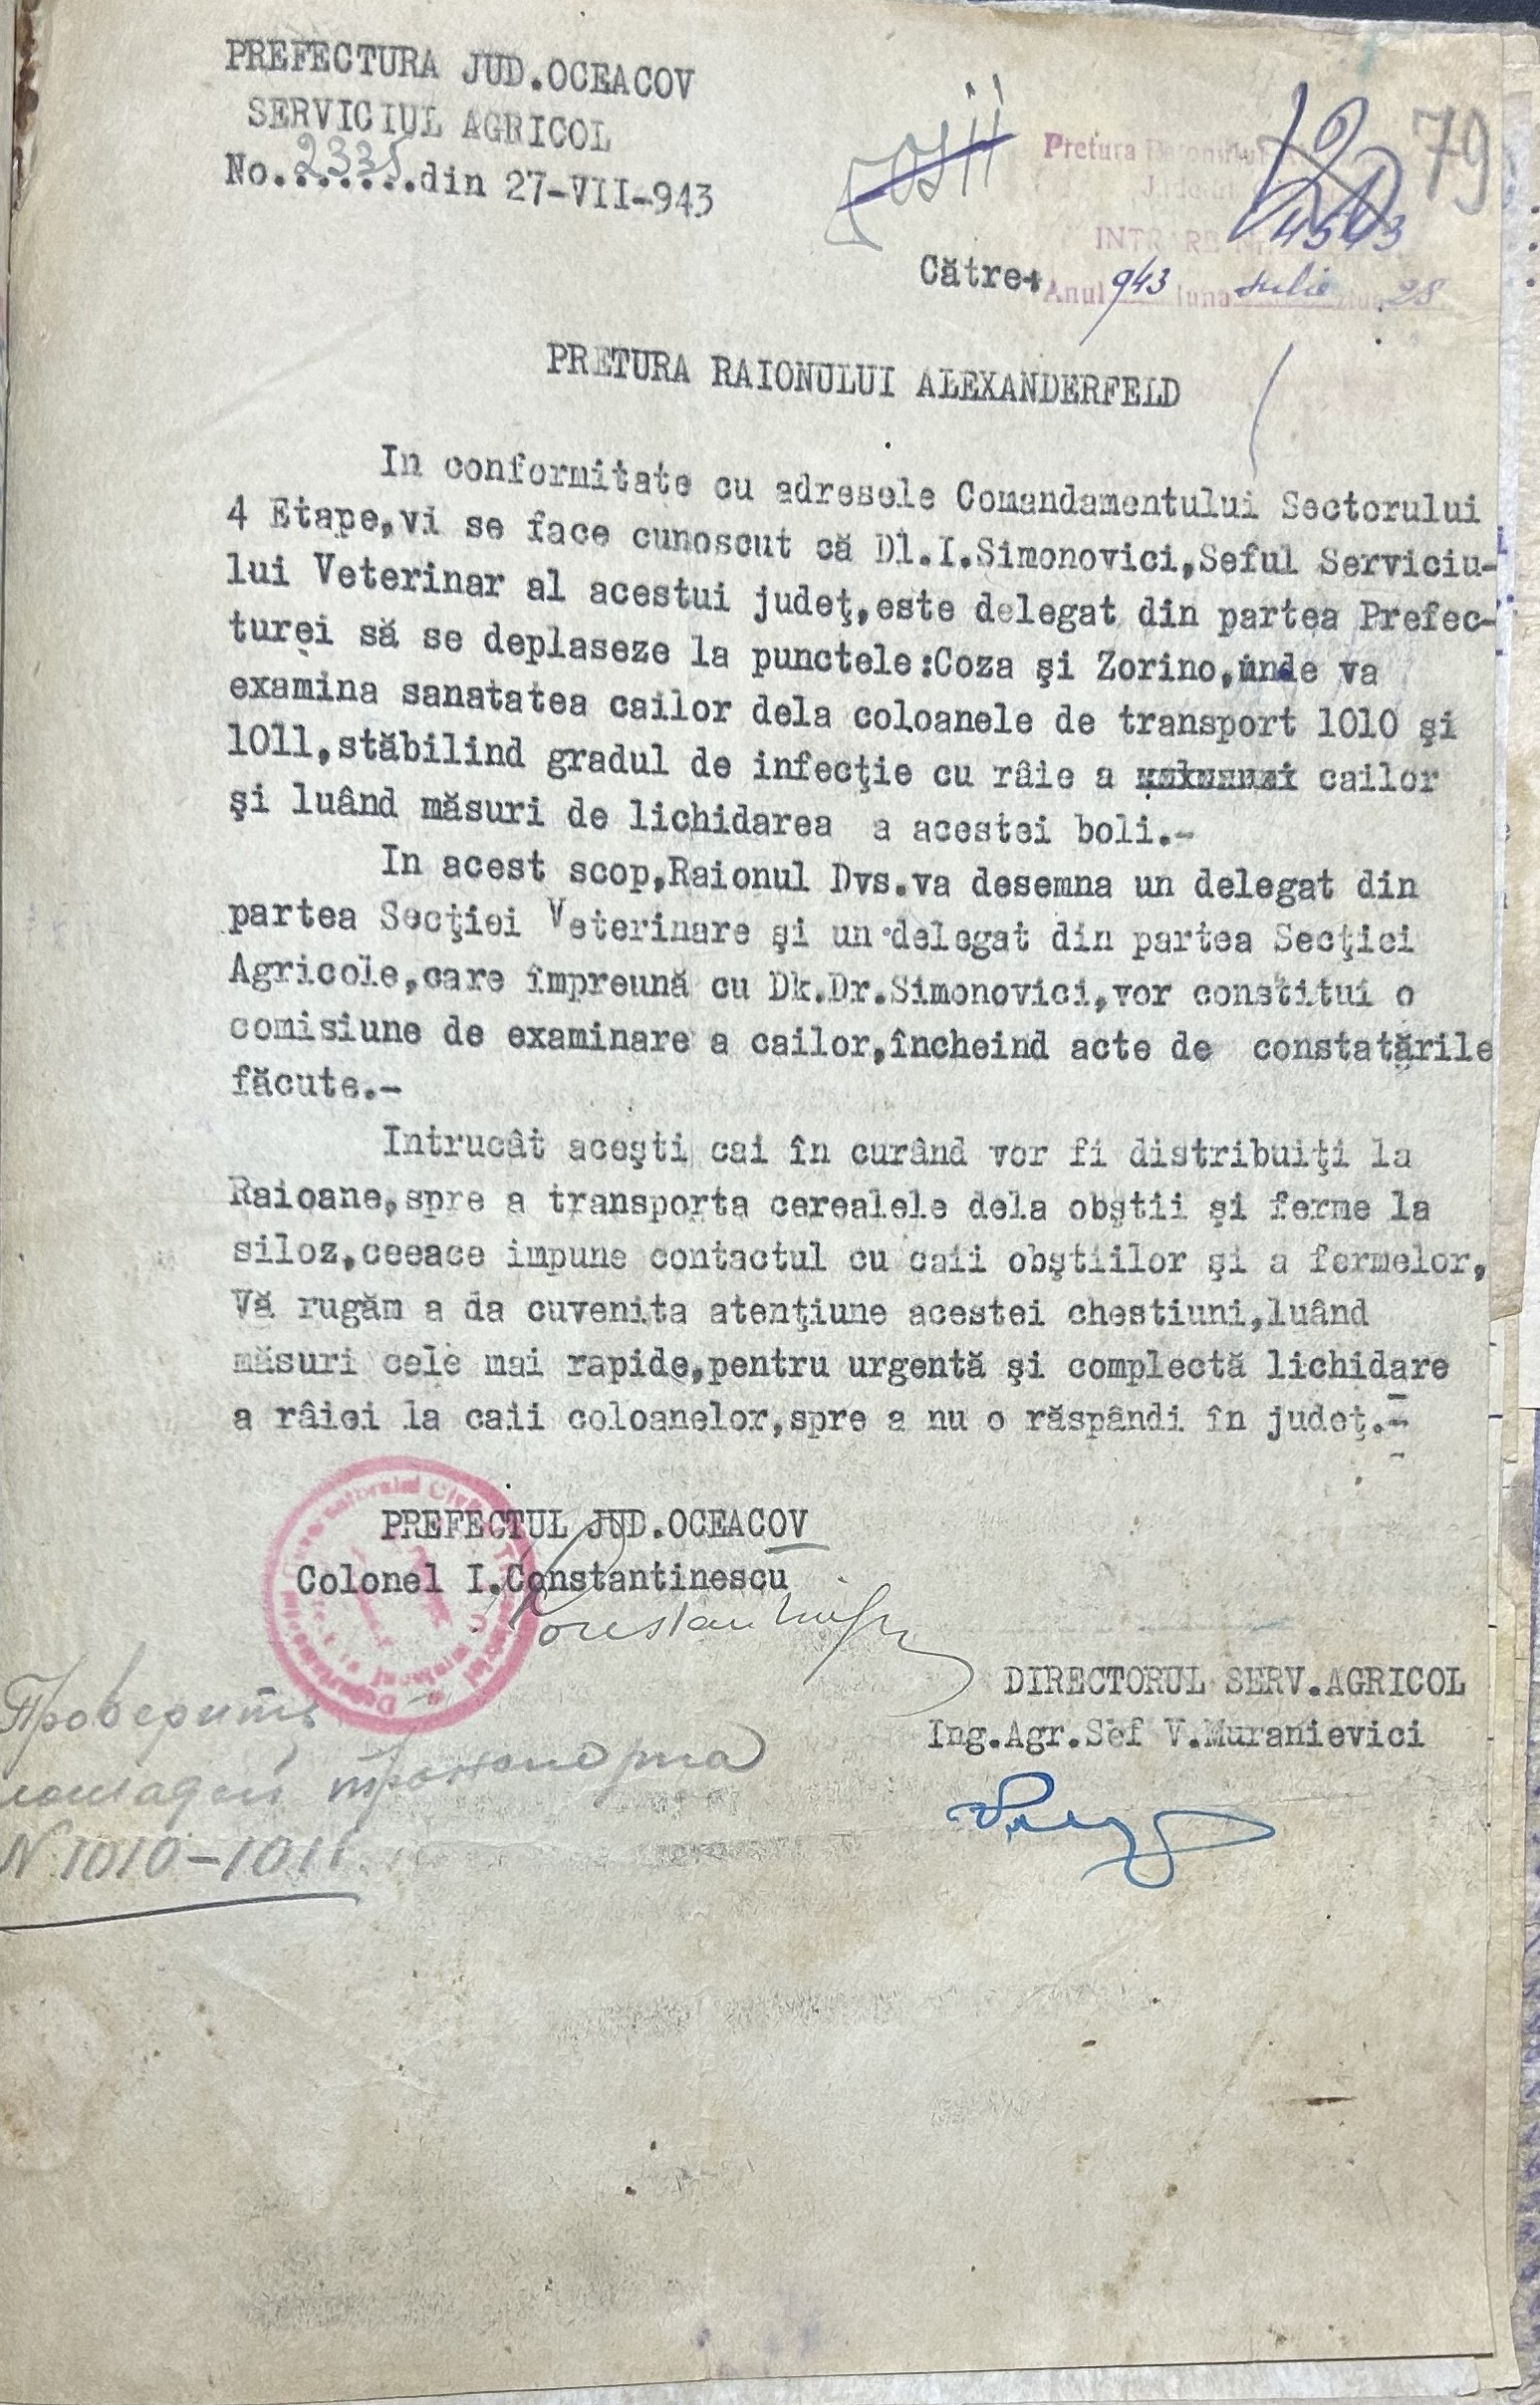 PREFECTURA JUD.OCEACOV
SERVICIUL AGRICOL
No.2335.din 27-VII-943
79
Pretura Raionului
INTRARE Nr. 4543
Anul 943 luna Iulie ziua 28
Către
PRETURA RAIONULUI ALEXANDERFELD
In conformitate cu adresele Comandamentului Sectorului
4 Etape,vi se face cunoscut că Dl.I.Simonovici,Seful Serviciu-
lui Veterinar al acestui judeţ,este delegat din partea Prefec-
turei să se deplaseze la punctele:Coza şi Zorino,unde va
examina sanatatea cailor dela coloanele de transport 1010 şi
1011,stăbilind gradul de infecţie cu râie a cailor
şi luând măsuri de lichidarea a acestei boli.-
In acest scop,Raionul Dvs.va desemna un delegat din
partea Secţiei Veterinare şi un delegat din partea Secţiei
Agricole,care împreună cu Dk.Dr.Simonovici,vor constitui o
comisiune de examinare a cailor,încheind acte de constatările
făcute.-
Intrucât aceşti cai în curând vor fi distribuiţi la
Raioane,spre a transporta cerealele dela obştii şi ferme la
siloz,ceeace impune contactul cu caii obştiilor şi a fermelor,
Vă rugăm a da cuvenita atenţiune acestei chestiuni,luând
măsuri cele mai rapide,pentru urgentă şi complectă lichidare
a râiei la caii coloanelor,spre a nu o răspândi în judeţ.-
PREFECTUL JUD.OCEACOV
Colonel I.Constantinescu
DIRECTORUL SERV.AGRICOL
Ing.Agr.Sef V.Muranievici
Проверить
лошадей транспорта
N 1010-1011